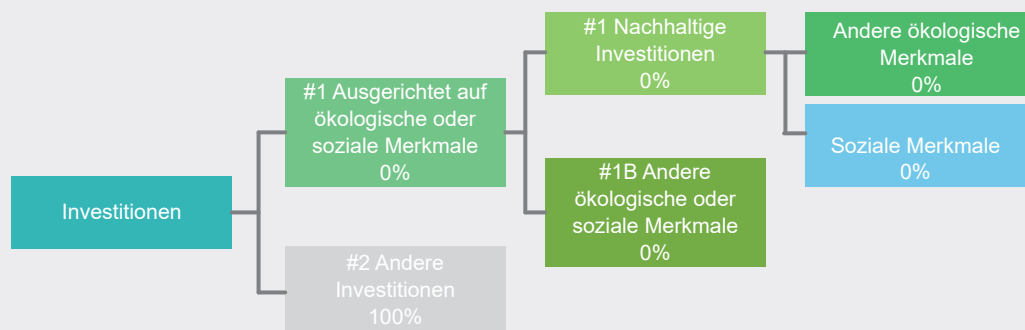 Investitionen
#1 Ausgerichtet auf
ökologische oder
soziale Merkmale
0%
#2 Andere
Investitionen
100%
#1 Nachhaltige
Investitionen
0%
#1B Andere
ökologische oder
soziale Merkmale
0%
Andere ökologische
Merkmale
0%
Soziale Merkmale
0%